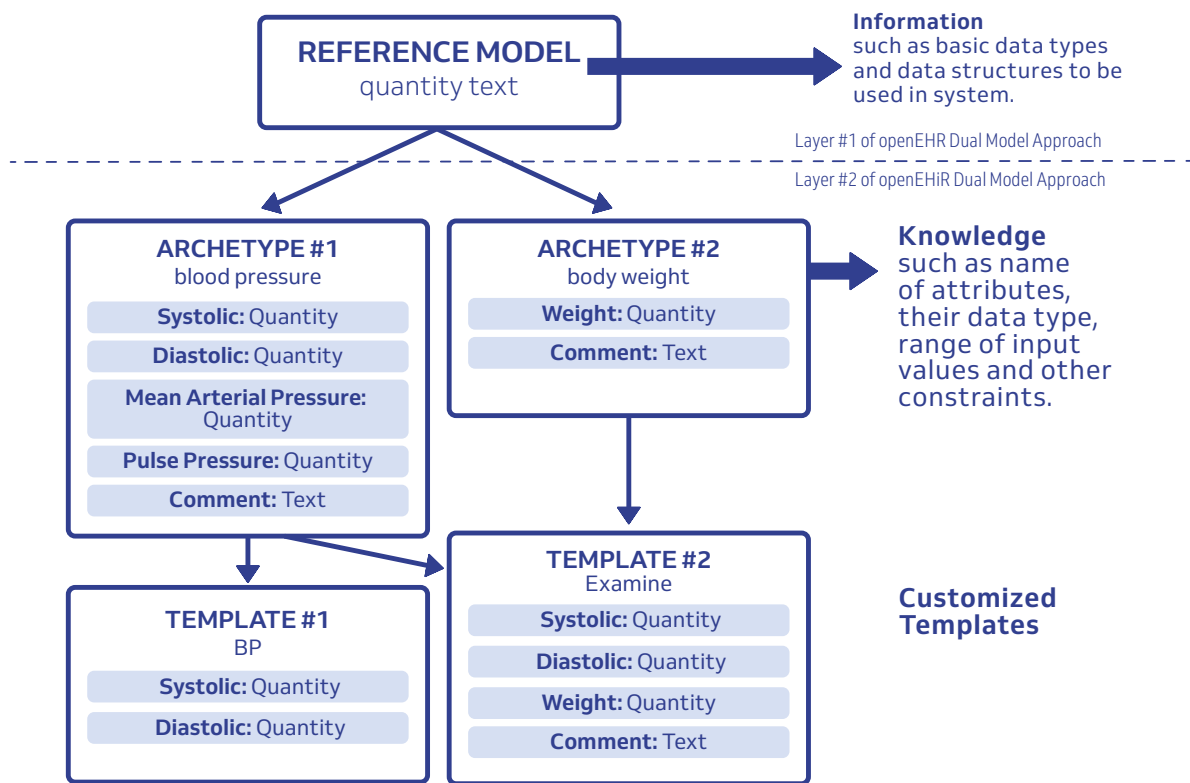 REFERENCE MODEL
quantity text
Information
such as basic data types
and data structures to be
used in system.
Layer #1 of openEHR Dual Model Approach
Layer #2 of openEHiR Dual Model Approach
ARCHETYPE #1
blood pressure
Systolic: Quantity
Diastolic: Quantity
Mean Arterial Pressure:
Quantity
Pulse Pressure: Quantity
Comment: Text
ARCHETYPE #2
body weight
Weight: Quantity
Comment: Text
Knowledge
such as name
of attributes,
their data type,
range of input
values and other
constraints.
TEMPLATE #1
BP
Systolic: Quantity
Diastolic: Quantity
TEMPLATE #2
Examine
Systolic: Quantity
Diastolic: Quantity
Weight: Quantity
Comment: Text
Customized
Templates